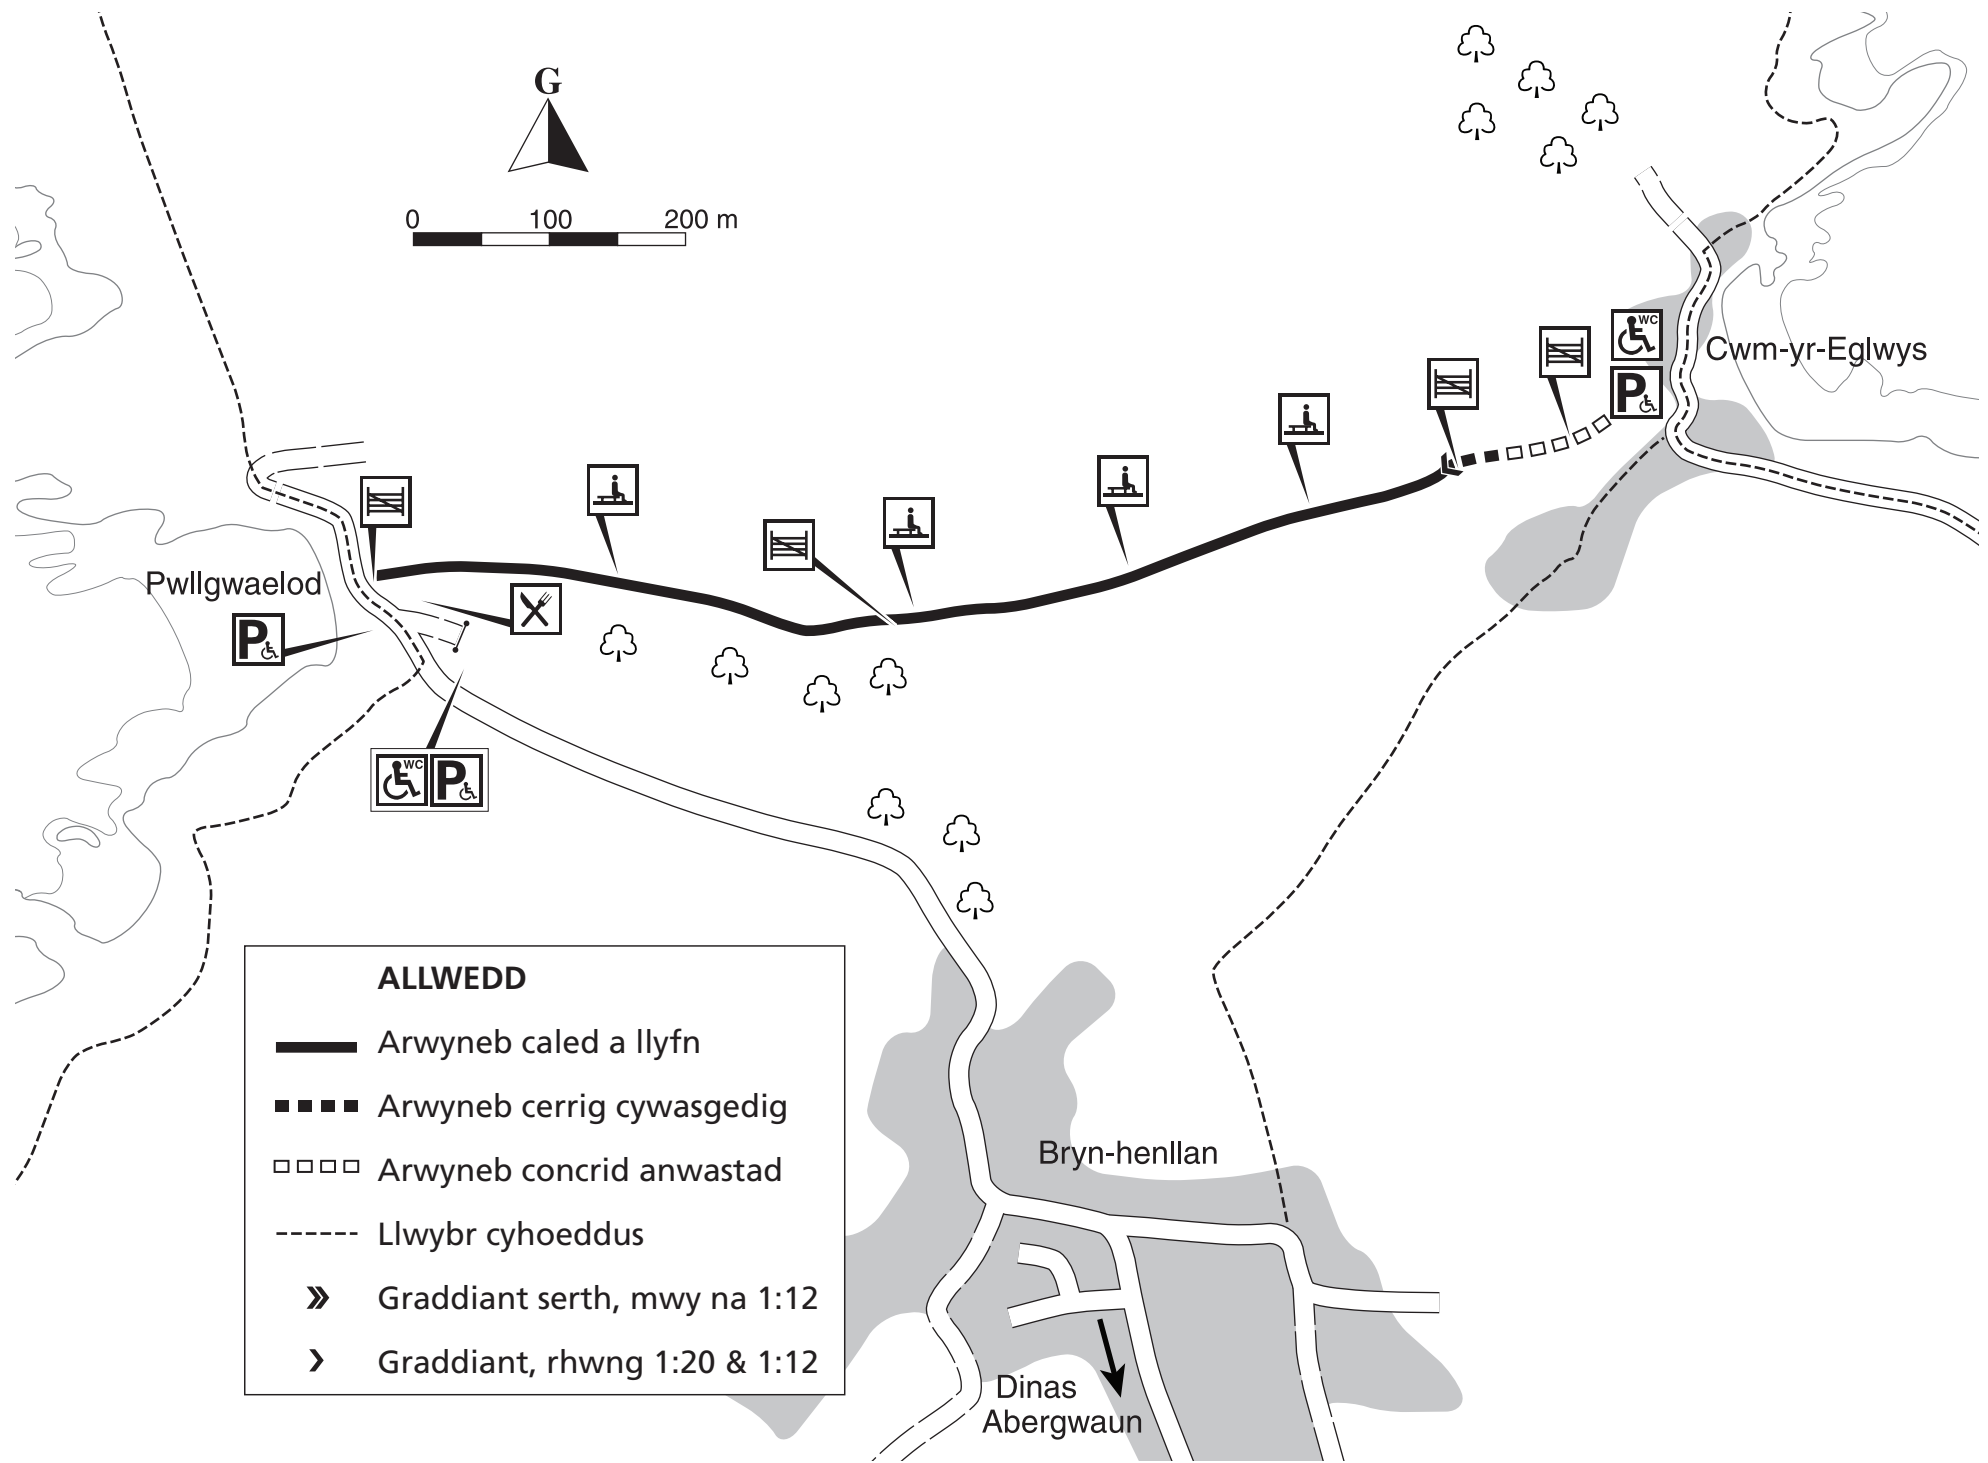 G
0 100 200 m
WC
Cwm-yr-Eglwys
P
Pwllgwaelod
P
WC P
ALLWEDD
Arwyneb caled a llyfn
Arwyneb cerrig cywasgedig
Arwyneb concrid anwastad
Llwybr cyhoeddus
Graddiant serth, mwy na 1:12
Graddiant, rhwng 1:20 & 1:12
Bryn-henllan
Dinas
Abergwaun